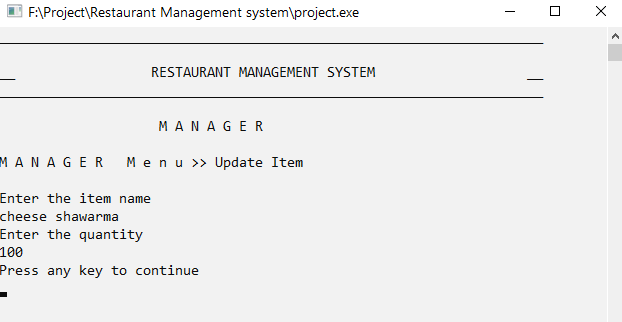 F:\Project\Restaurant Management system\project.exe
__ RESTAURANT MANAGEMENT SYSTEM __
M A N A G E R
M A N A G E R   M e n u >> Update Item
Enter the item name
cheese shawarma
Enter the quantity
100
Press any key to continue